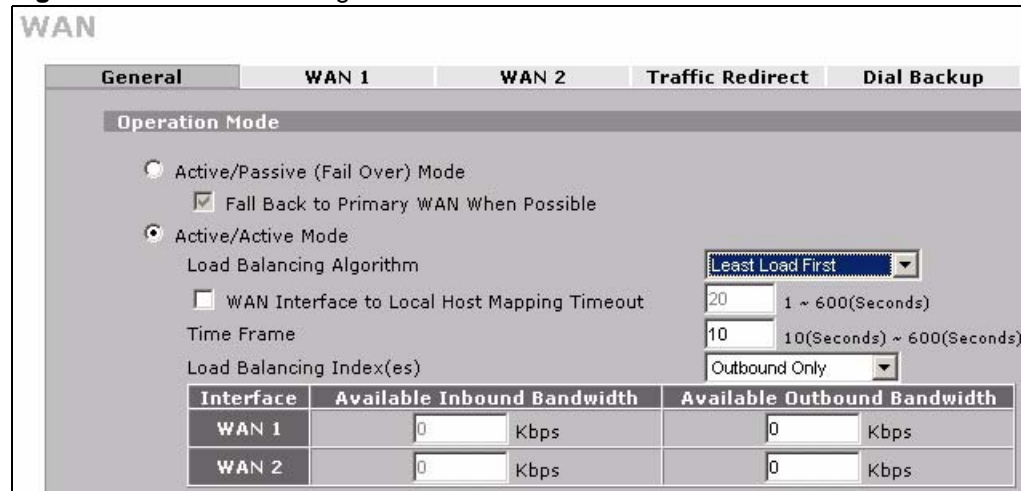 WAN
General WAN 1 WAN 2 Traffic Redirect Dial Backup
Operation Mode
Active/Passive (Fail Over) Mode
Fall Back to Primary WAN When Possible
Active/Active Mode
Load Balancing Algorithm Least Load First
WAN Interface to Local Host Mapping Timeout 20 1 ~ 600(Seconds)
Time Frame 10 10(Seconds) ~ 600(Seconds)
Load Balancing Index(es) Outbound Only
Interface Available Inbound Bandwidth Available Outbound Bandwidth
WAN 1 0 Kbps 0 Kbps
WAN 2 0 Kbps 0 Kbps